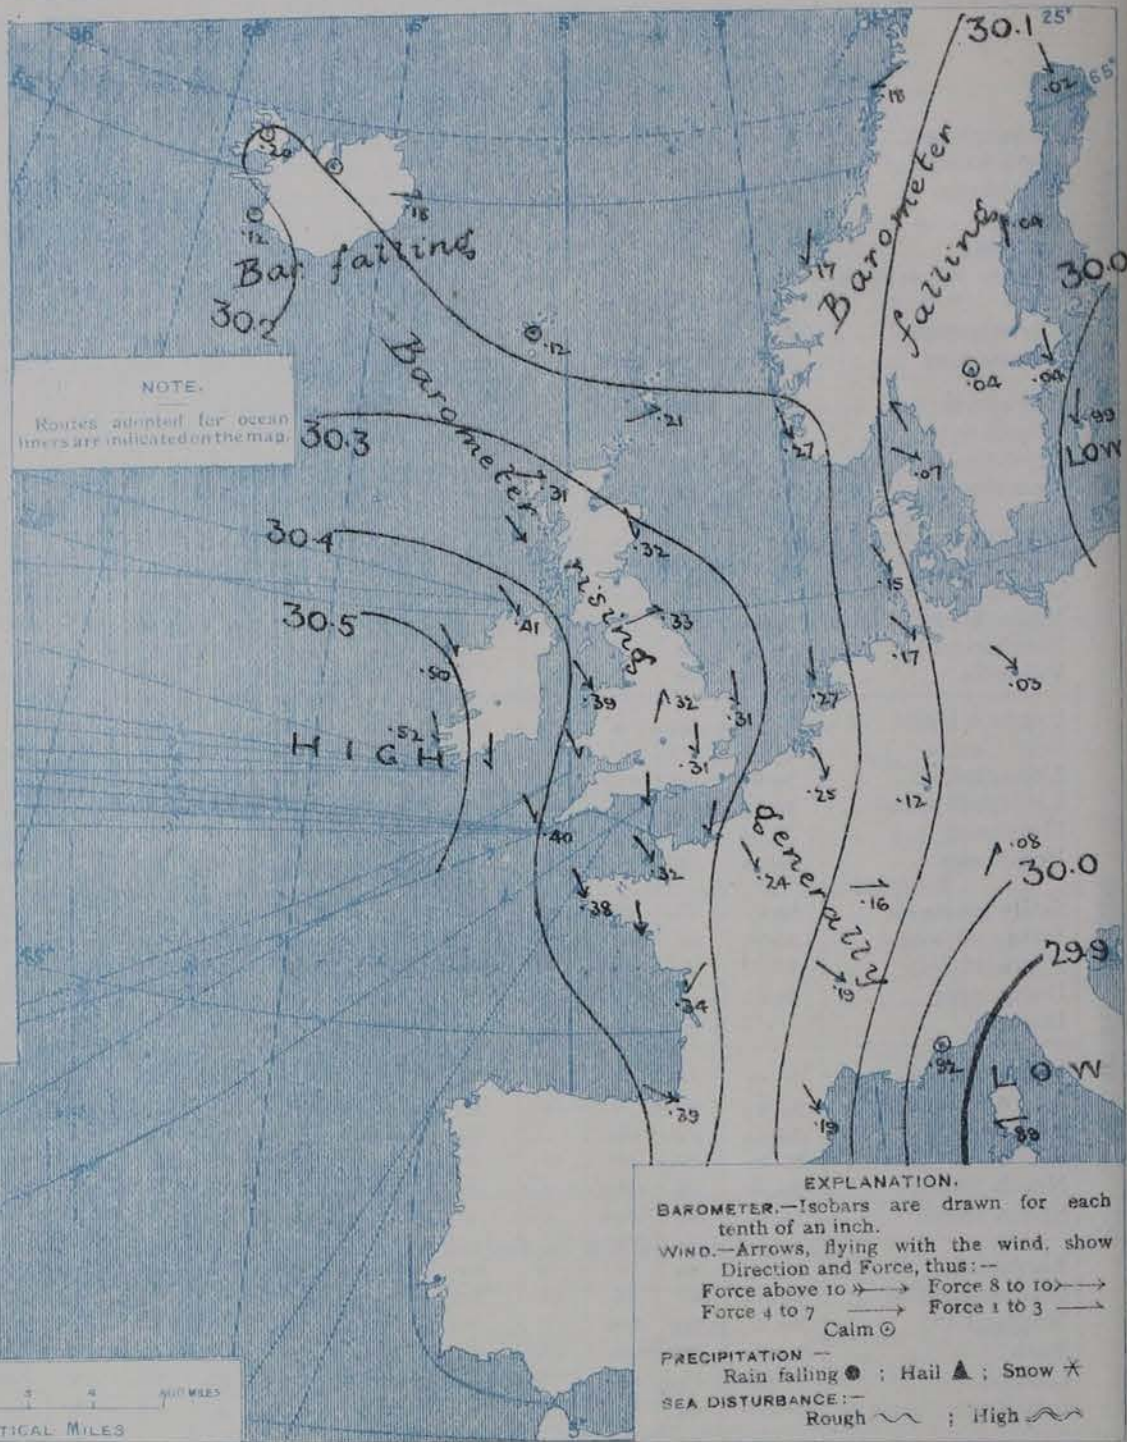 30.1
25°
65°
.02
.18
.20
.18
.12
Bar falling
30.2
.17
Barometer
falling
.04
30.0
.12
.04
.04
.99
LOW
NOTE.
Routes adopted for ocean
liners are indicated on the map.
Barometer
rising
generally
30.3
.21
.27
.07
.31
30.4
.32
.15
30.5
.41
.33
.17
.50
.39
.32
.31
.27
.03
.52
HIGH
.31
.25
.12
.40
.32
.24
.08
30.0
.38
.16
29.9
.34
.19
.92
LOW
.39
.19
.88
EXPLANATION.
BAROMETER.—Isobars are drawn for each
tenth of an inch.
WIND.—Arrows, flying with the wind, show
Direction and Force, thus:—
Force above 10 Force 8 to 10
Force 4 to 7 Force 1 to 3
Calm
PRECIPITATION —
Rain falling ; Hail ; Snow
SEA DISTURBANCE:—
Rough ; High
TICAL MILES